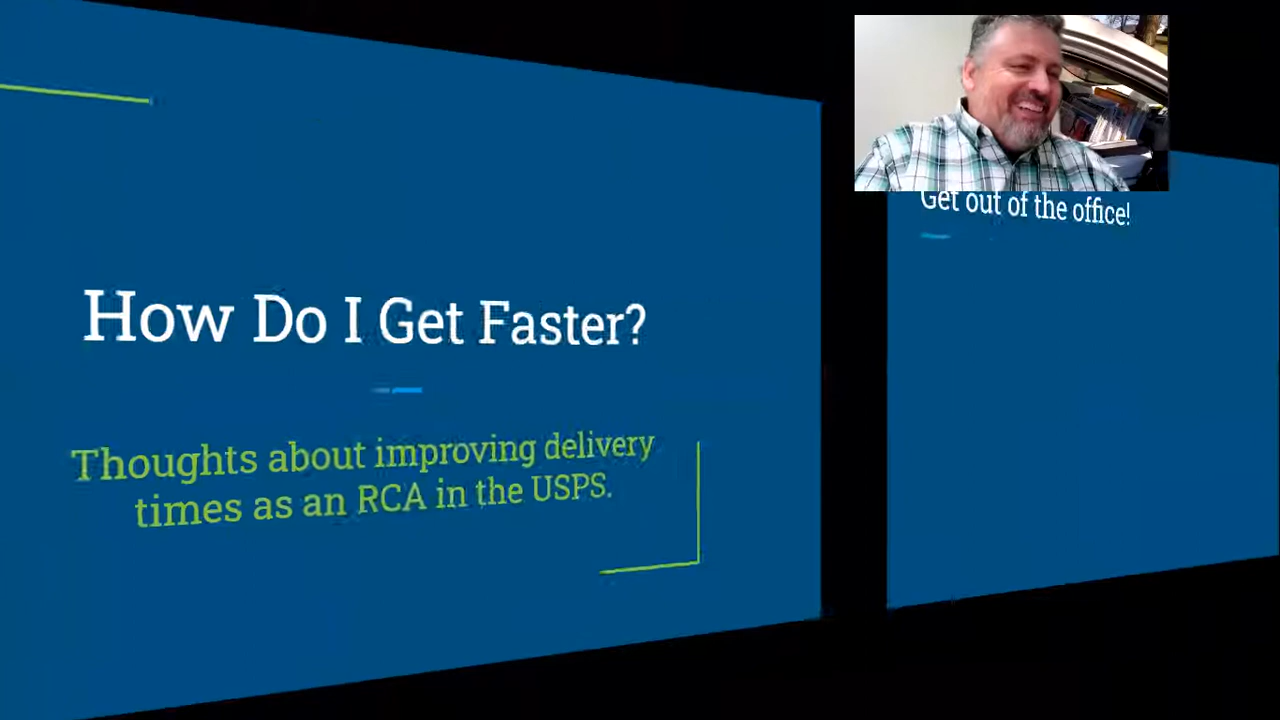 How Do I Get Faster?
Thoughts about improving delivery
times as an RCA in the USPS.
Get out of the office!